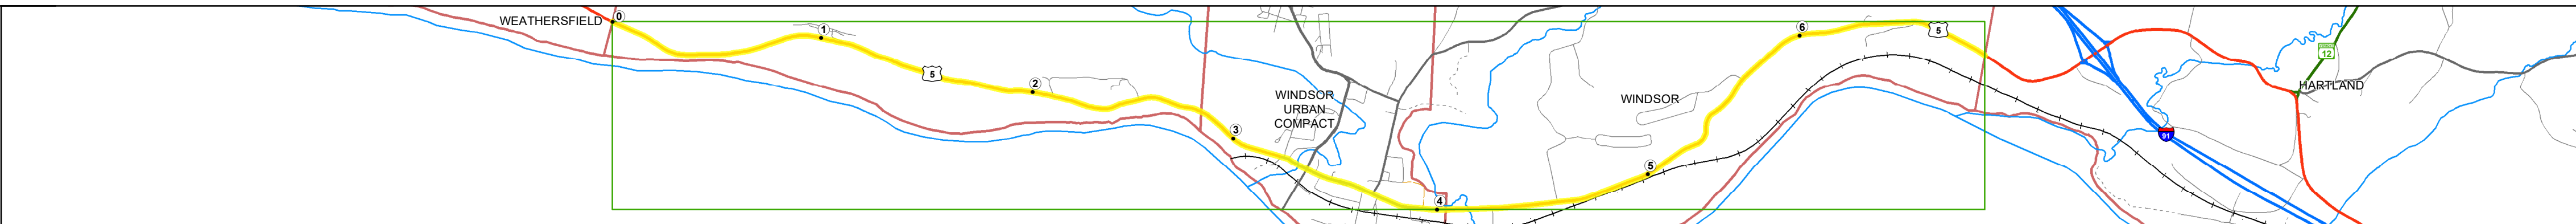 WEATHERSFIELD
0
1
5
2
3
WINDSOR
URBAN
COMPACT
4
5
WINDSOR
6
5
12
HARTLAND
91